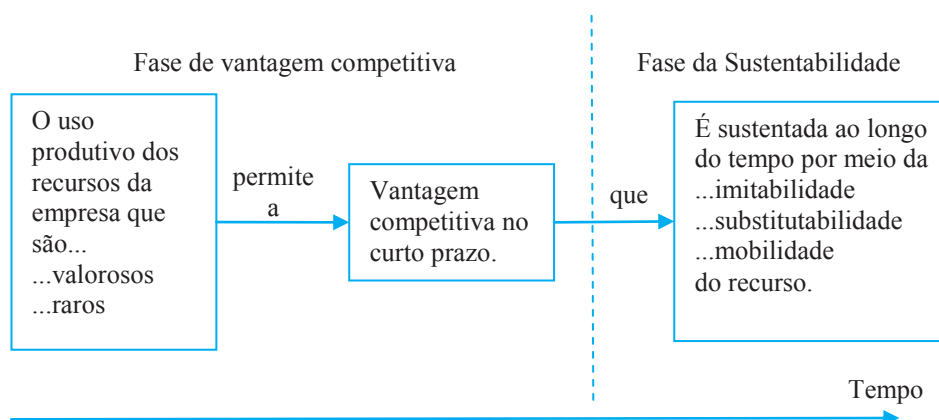 Fase de vantagem competitiva
Fase da Sustentabilidade
O uso
produtivo dos
recursos da
empresa que
são...
...valorosos
...raros
permite
a
Vantagem
competitiva no
curto prazo.
que
É sustentada ao longo
do tempo por meio da
...imitabilidade
...substitutabilidade
...mobilidade
do recurso.
Tempo